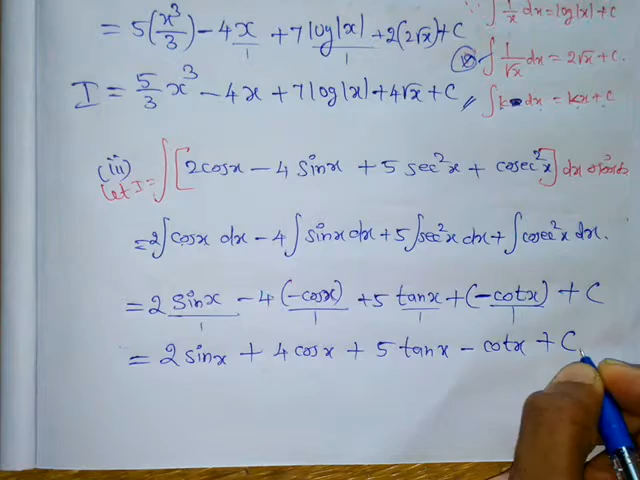 = 5(x³/3) - 4x + 7 log|x| + 2(2√x) + C
∵ ∫ 1/x dx = log|x| + C
∫ 1/√x dx = 2√x + C.
I = 5/3 x³ - 4x + 7 log|x| + 4√x + C //
∫ k dx = kx + C
(iii) Let I = ∫ [2cosx - 4 sinx + 5 sec²x + cosec²x] dx
= 2∫cosx dx - 4∫sinx dx + 5∫sec²x dx + ∫cosec²x dx.
= 2 sinx - 4(-cosx) + 5 tanx + (-cotx) + C
= 2 sinx + 4 cosx + 5 tanx - cotx + C